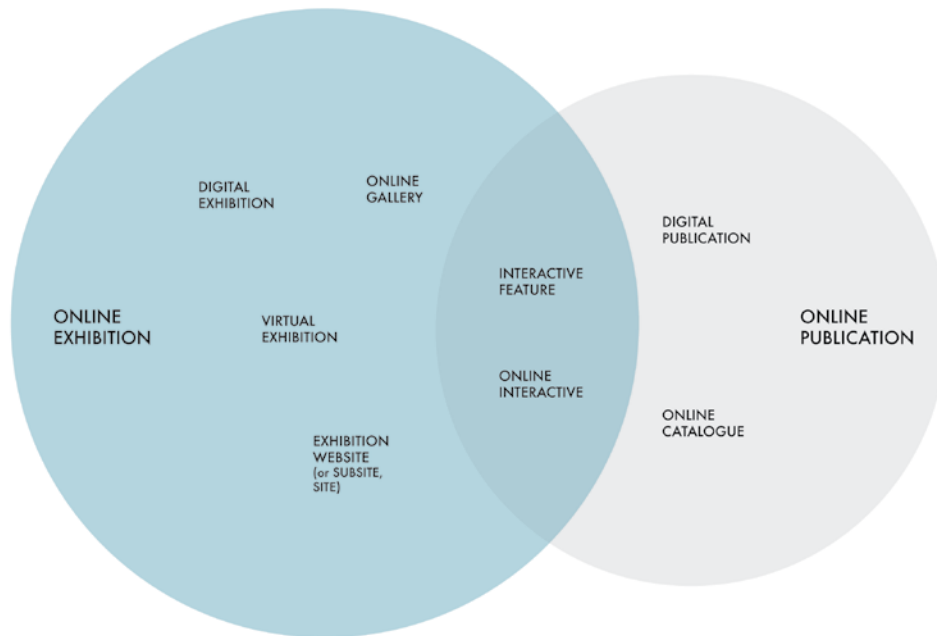 DIGITAL
EXHIBITION
ONLINE
GALLERY
ONLINE
EXHIBITION
VIRTUAL
EXHIBITION
EXHIBITION
WEBSITE
(or SUBSITE,
SITE)
INTERACTIVE
FEATURE
ONLINE
INTERACTIVE
DIGITAL
PUBLICATION
ONLINE
PUBLICATION
ONLINE
CATALOGUE